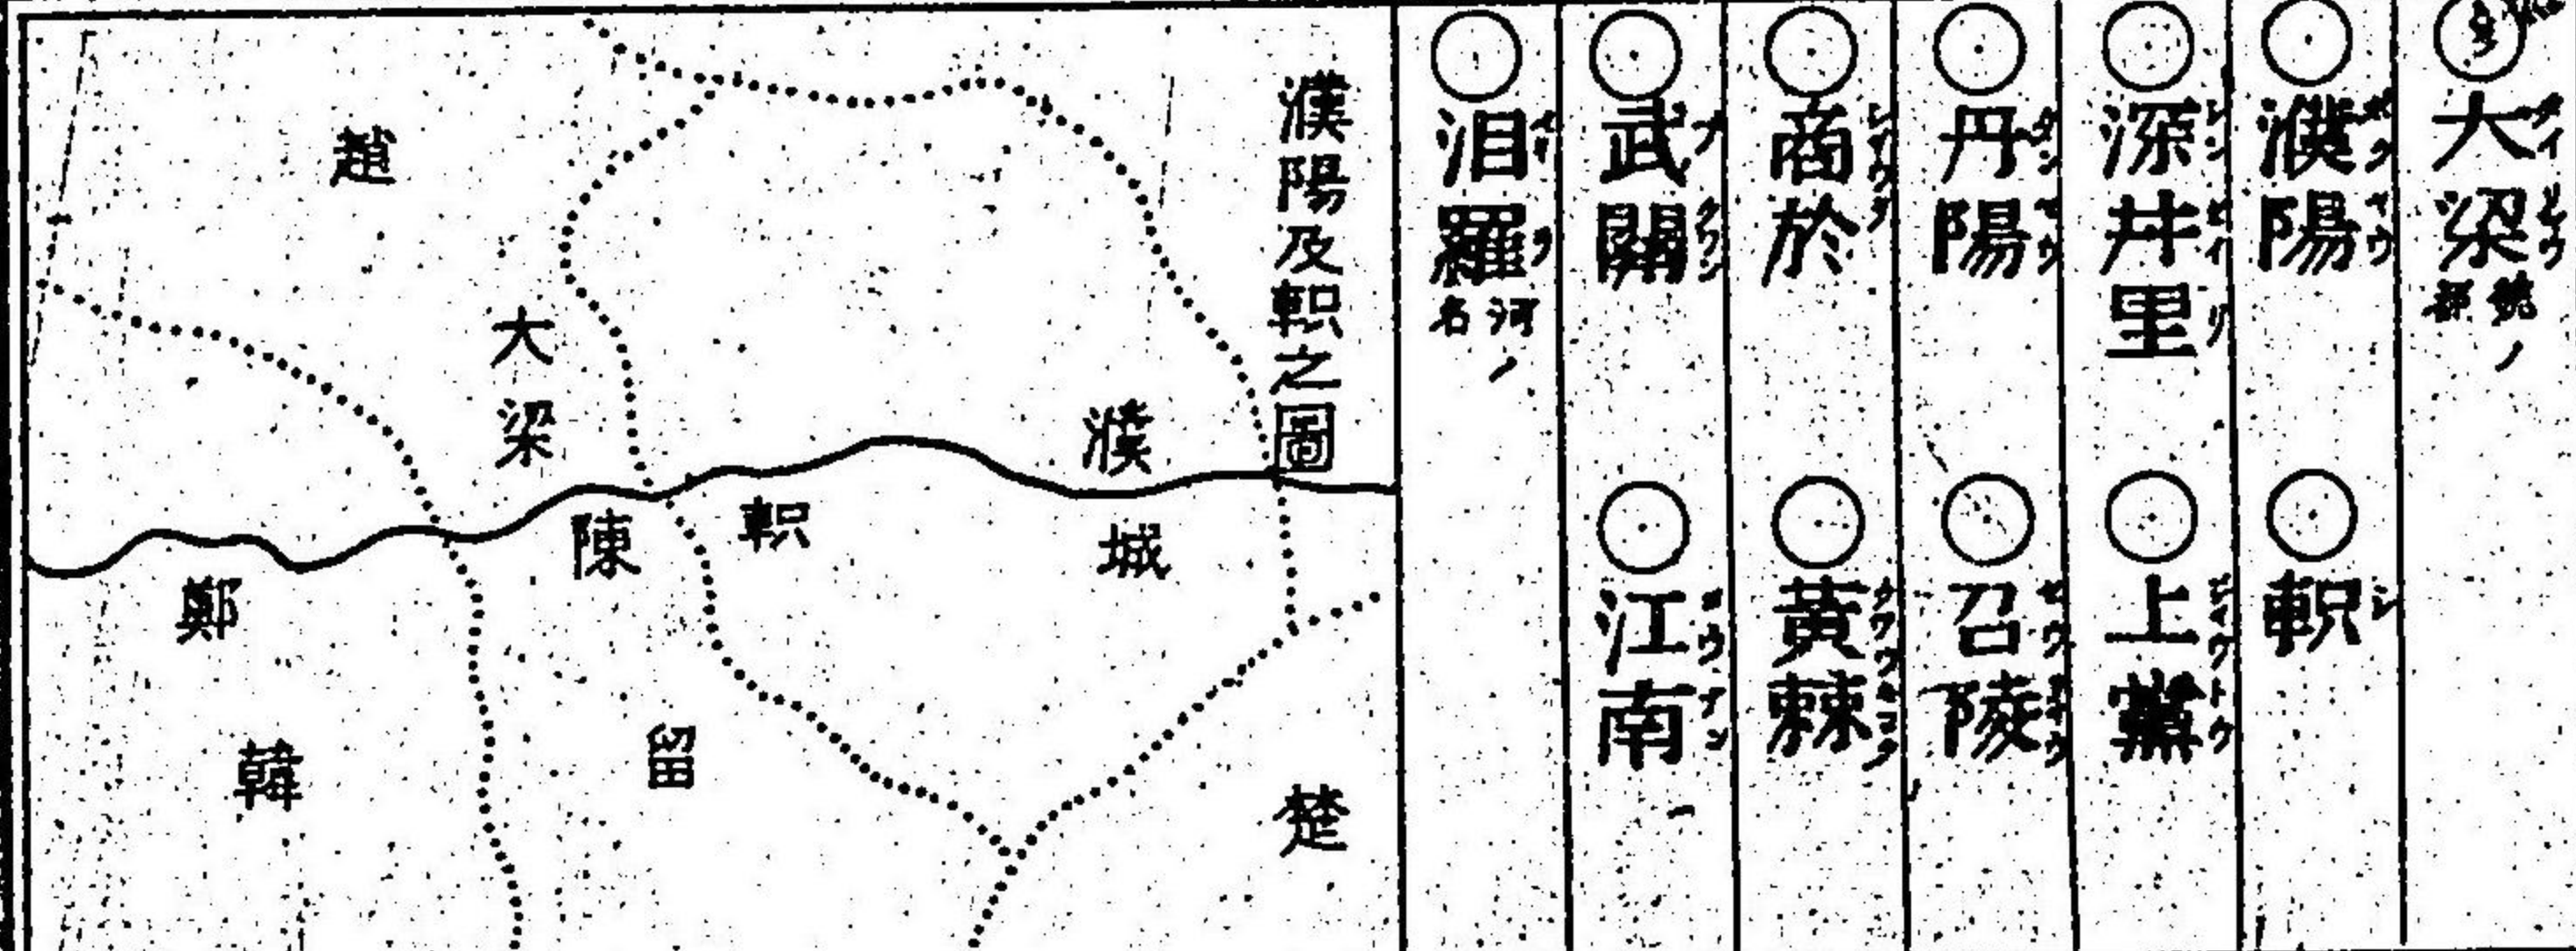 大梁 魏ノ都
濮陽
軹
深井里
上黨
丹陽
召陵
商於
黃棘
武關
江南
汨羅 河ノ名
濮陽及軹之圖
濮城
楚
軹
陳留
大梁
趙
鄭
韓